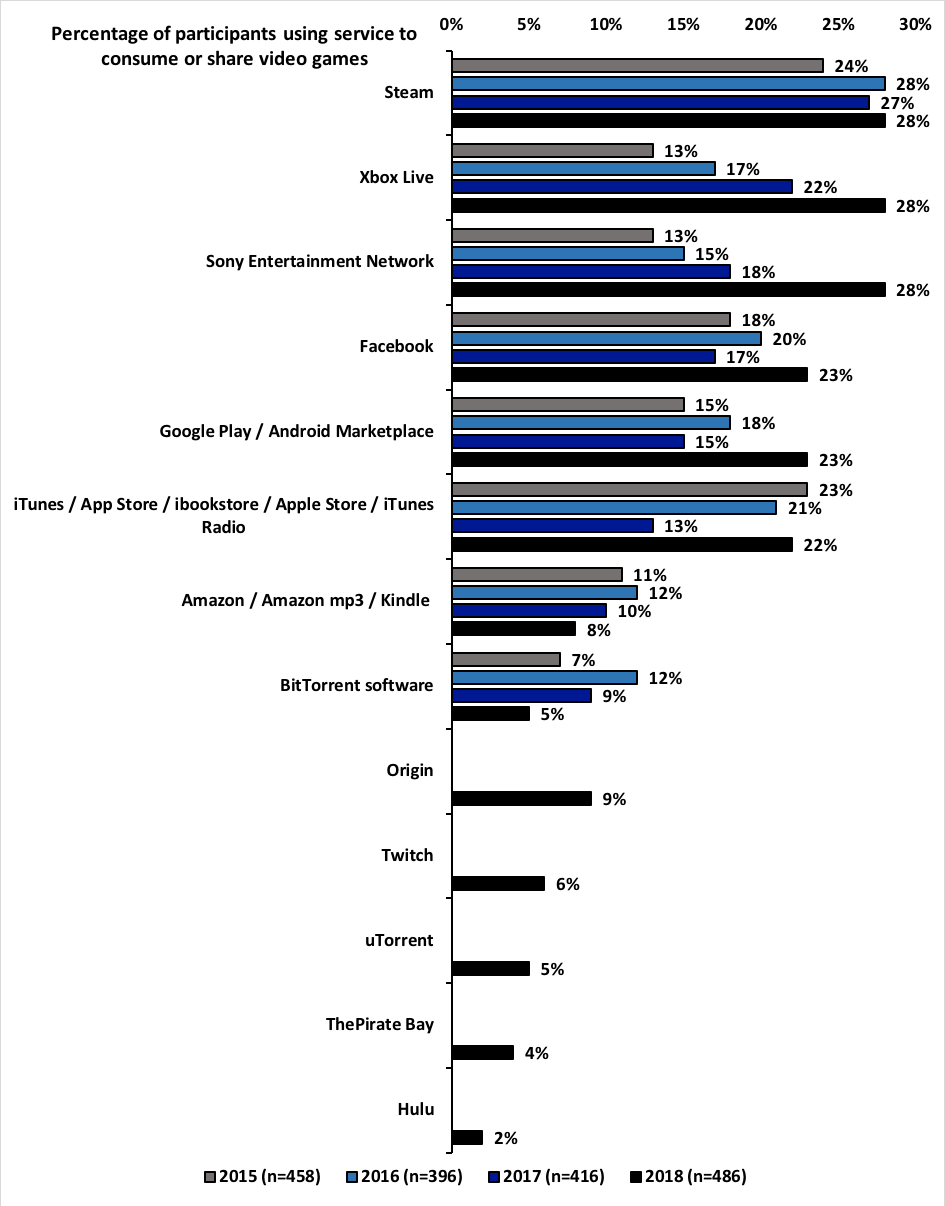 Percentage of participants using service to
consume or share video games
0% 5% 10% 15% 20% 25% 30%
Steam
24%
28%
27%
28%
Xbox Live
13%
17%
22%
28%
Sony Entertainment Network
13%
15%
18%
28%
Facebook
18%
20%
17%
23%
Google Play / Android Marketplace
15%
18%
15%
23%
iTunes / App Store / ibookstore / Apple Store / iTunes
Radio
23%
21%
13%
22%
Amazon / Amazon mp3 / Kindle
11%
12%
10%
8%
BitTorrent software
7%
12%
9%
5%
Origin
9%
Twitch
6%
uTorrent
5%
ThePirate Bay
4%
Hulu
2%
2015 (n=458) 2016 (n=396) 2017 (n=416) 2018 (n=486)